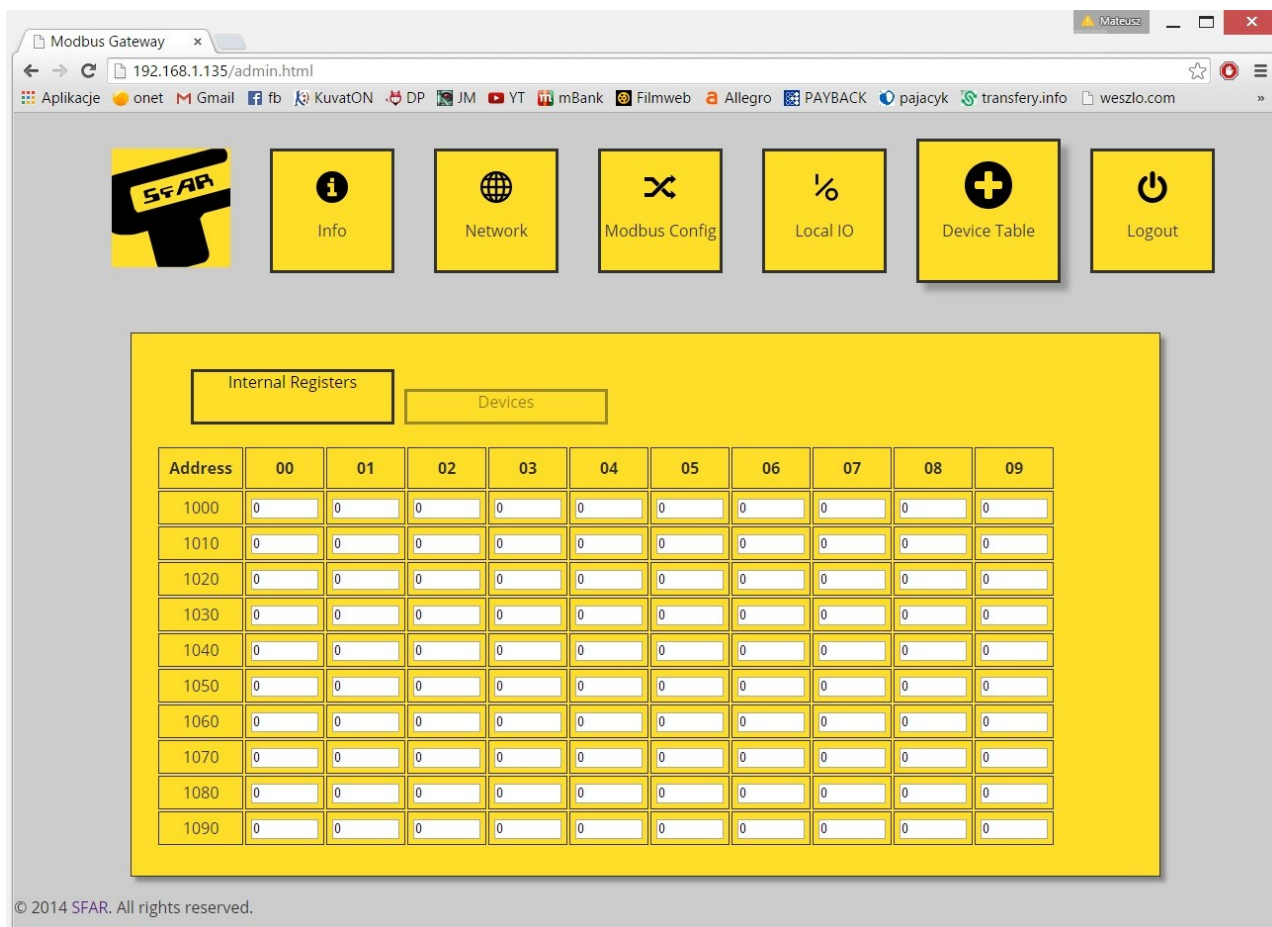 Mateusz
Modbus Gateway
192.168.1.135/admin.html
Aplikacje onet Gmail fb KuvatON DP JM YT mBank Filmweb Allegro PAYBACK pajacyk transfery.info weszlo.com »
SFAR
Info Network Modbus Config Local IO Device Table Logout
Internal Registers
Devices
Address 00 01 02 03 04 05 06 07 08 09
1000 0 0 0 0 0 0 0 0 0 0
1010 0 0 0 0 0 0 0 0 0 0
1020 0 0 0 0 0 0 0 0 0 0
1030 0 0 0 0 0 0 0 0 0 0
1040 0 0 0 0 0 0 0 0 0 0
1050 0 0 0 0 0 0 0 0 0 0
1060 0 0 0 0 0 0 0 0 0 0
1070 0 0 0 0 0 0 0 0 0 0
1080 0 0 0 0 0 0 0 0 0 0
1090 0 0 0 0 0 0 0 0 0 0
© 2014 SFAR. All rights reserved.